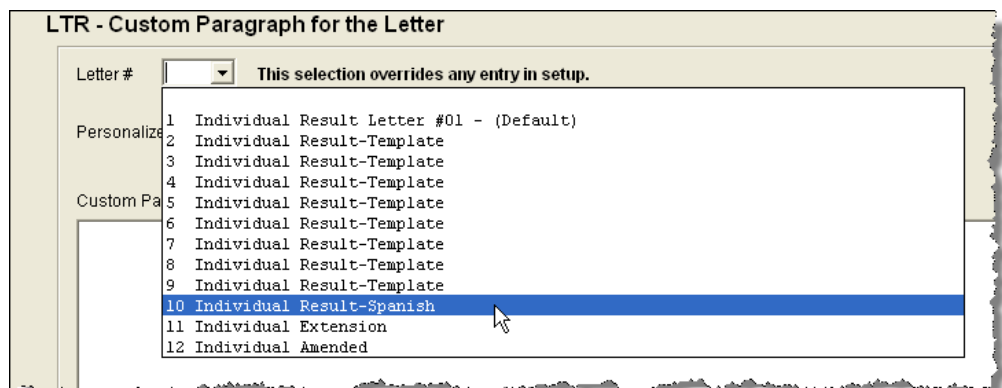 LTR - Custom Paragraph for the Letter
Letter # This selection overrides any entry in setup.
1 Individual Result Letter #01 - (Default)
Personalize
2 Individual Result-Template
3 Individual Result-Template
4 Individual Result-Template
Custom Pa
5 Individual Result-Template
6 Individual Result-Template
7 Individual Result-Template
8 Individual Result-Template
9 Individual Result-Template
10 Individual Result-Spanish
11 Individual Extension
12 Individual Amended